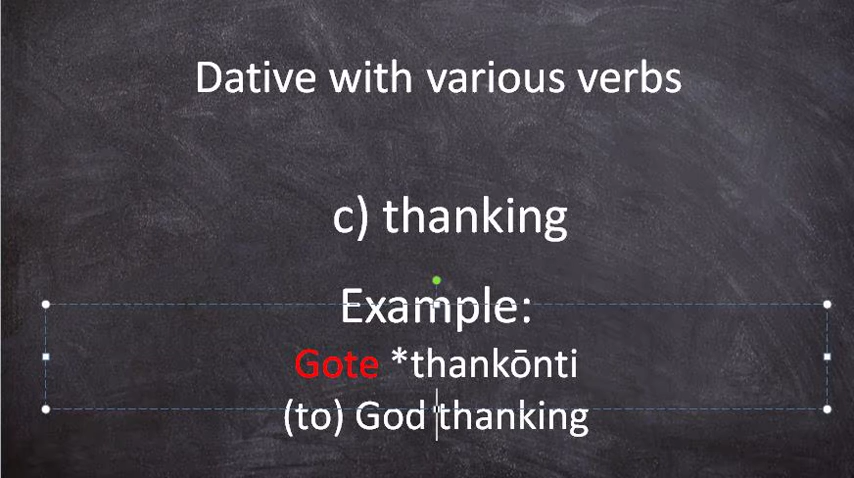 Dative with various verbs
c) thanking
Example:
Gote *thankōnti
(to) God thanking